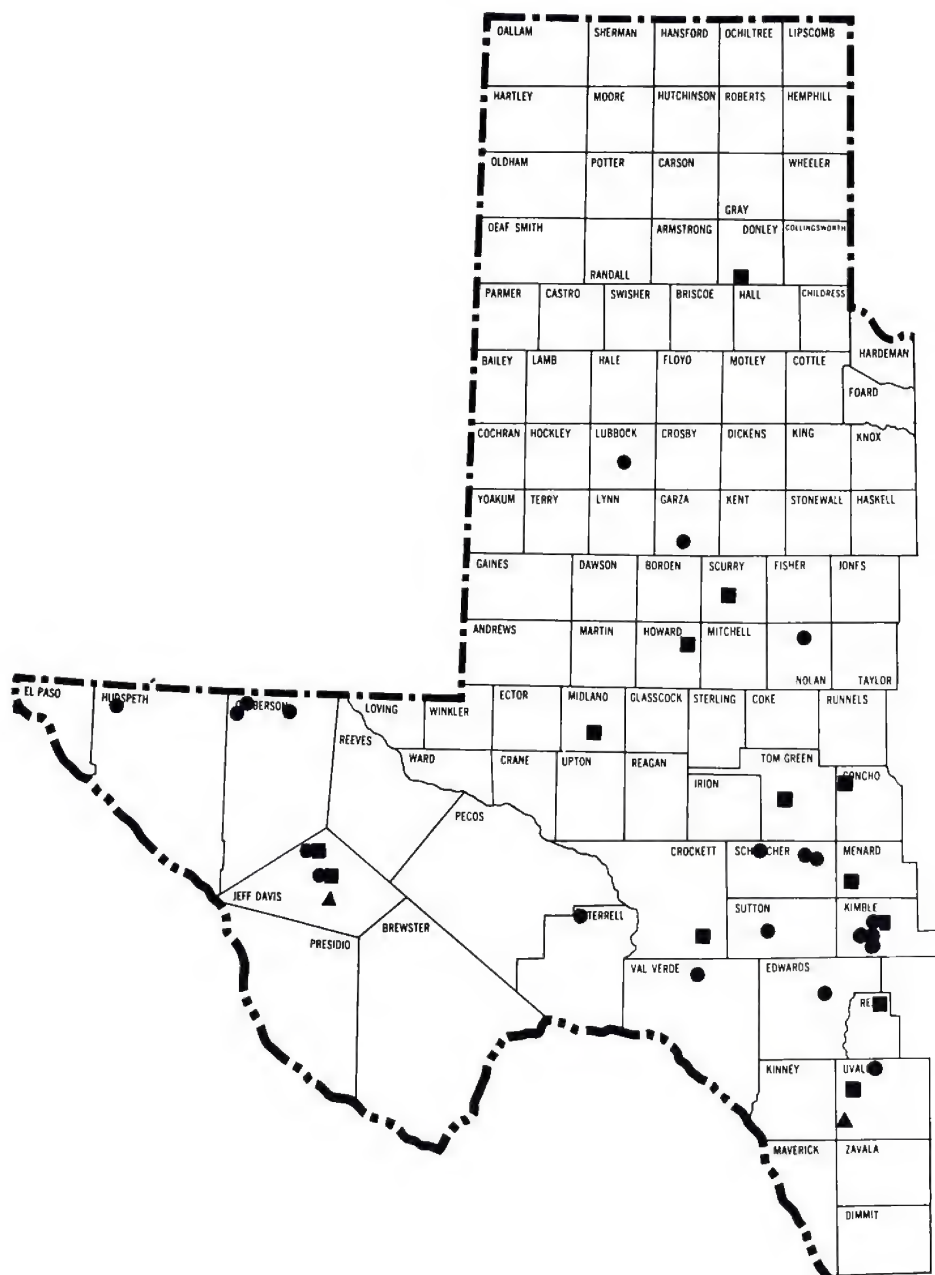 DALLAM SHERMAN HANSFORD OCHILTREE LIPSCOMB
HARTLEY MOORE HUTCHINSON ROBERTS HEMPHILL
OLDHAM POTTER CARSON WHEELER
GRAY
DEAF SMITH ARMSTRONG DONLEY COLLINGSWORTH
RANDALL
PARMER CASTRO SWISHER BRISCOE HALL CHILDRESS
HARDEMAN
BAILEY LAMB HALE FLOYD MOTLEY COTTLE
FOARD
COCHRAN HOCKLEY LUBBOCK CROSBY DICKENS KING KNOX
YOAKUM TERRY LYNN GARZA KENT STONEWALL HASKELL
GAINES DAWSON BORDEN SCURRY FISHER JONES
ANDREWS MARTIN HOWARD MITCHELL
NOLAN TAYLOR
EL PASO HUDSPETH ECTOR MIDLAND GLASSCOCK STERLING COKE RUNNELS
LOVING WINKLER
REEVES
WARD CRANE UPTON REAGAN TOM GREEN
IRION CONCHO
PECOS
CROCKETT MENARD
JEFF DAVIS
SUTTON KIMBLE
BREWSTER TERRELL
PRESIDIO
VAL VERDE EDWARDS
KINNEY
MAVERICK ZAVALA
DIMMIT